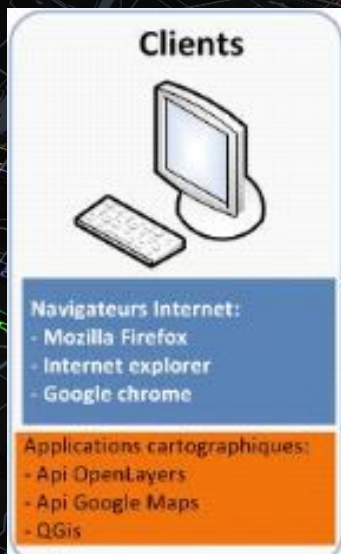 Clients
Navigateurs Internet:
- Mozilla Firefox
- Internet explorer
- Google chrome
Applications cartographiques:
- Api OpenLayers
- Api Google Maps
- QGis